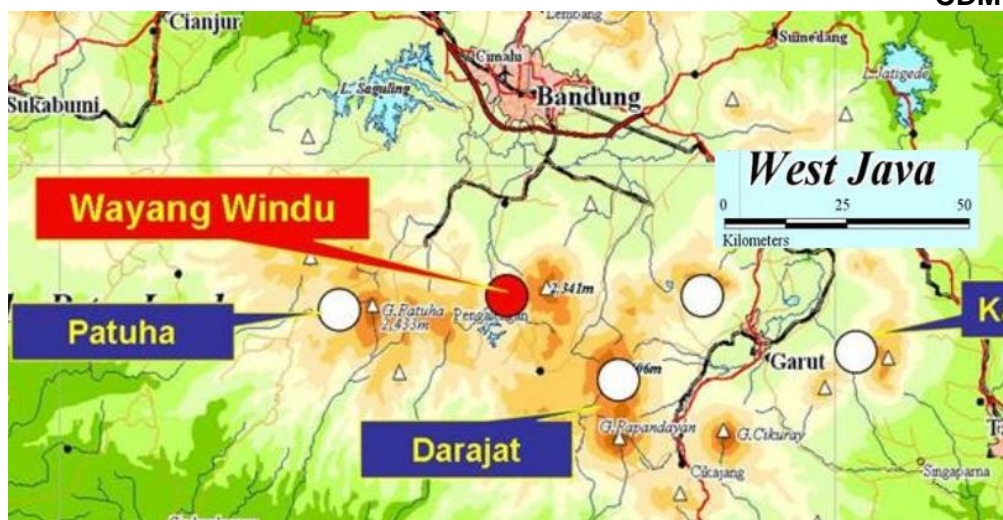 Cianjur
Lembang
Sumedang
Cimahi
L. Saguling
L. Jatigede
Sukabumi
Bandung
West Java
0 25 50
Kilometers
Wayang Windu
2,341m
G.Patuha
2,433m
Patuha
K
Garut
06m
Darajat
G.Papandayan
G.Cikuray
Cikajang
Singaparna